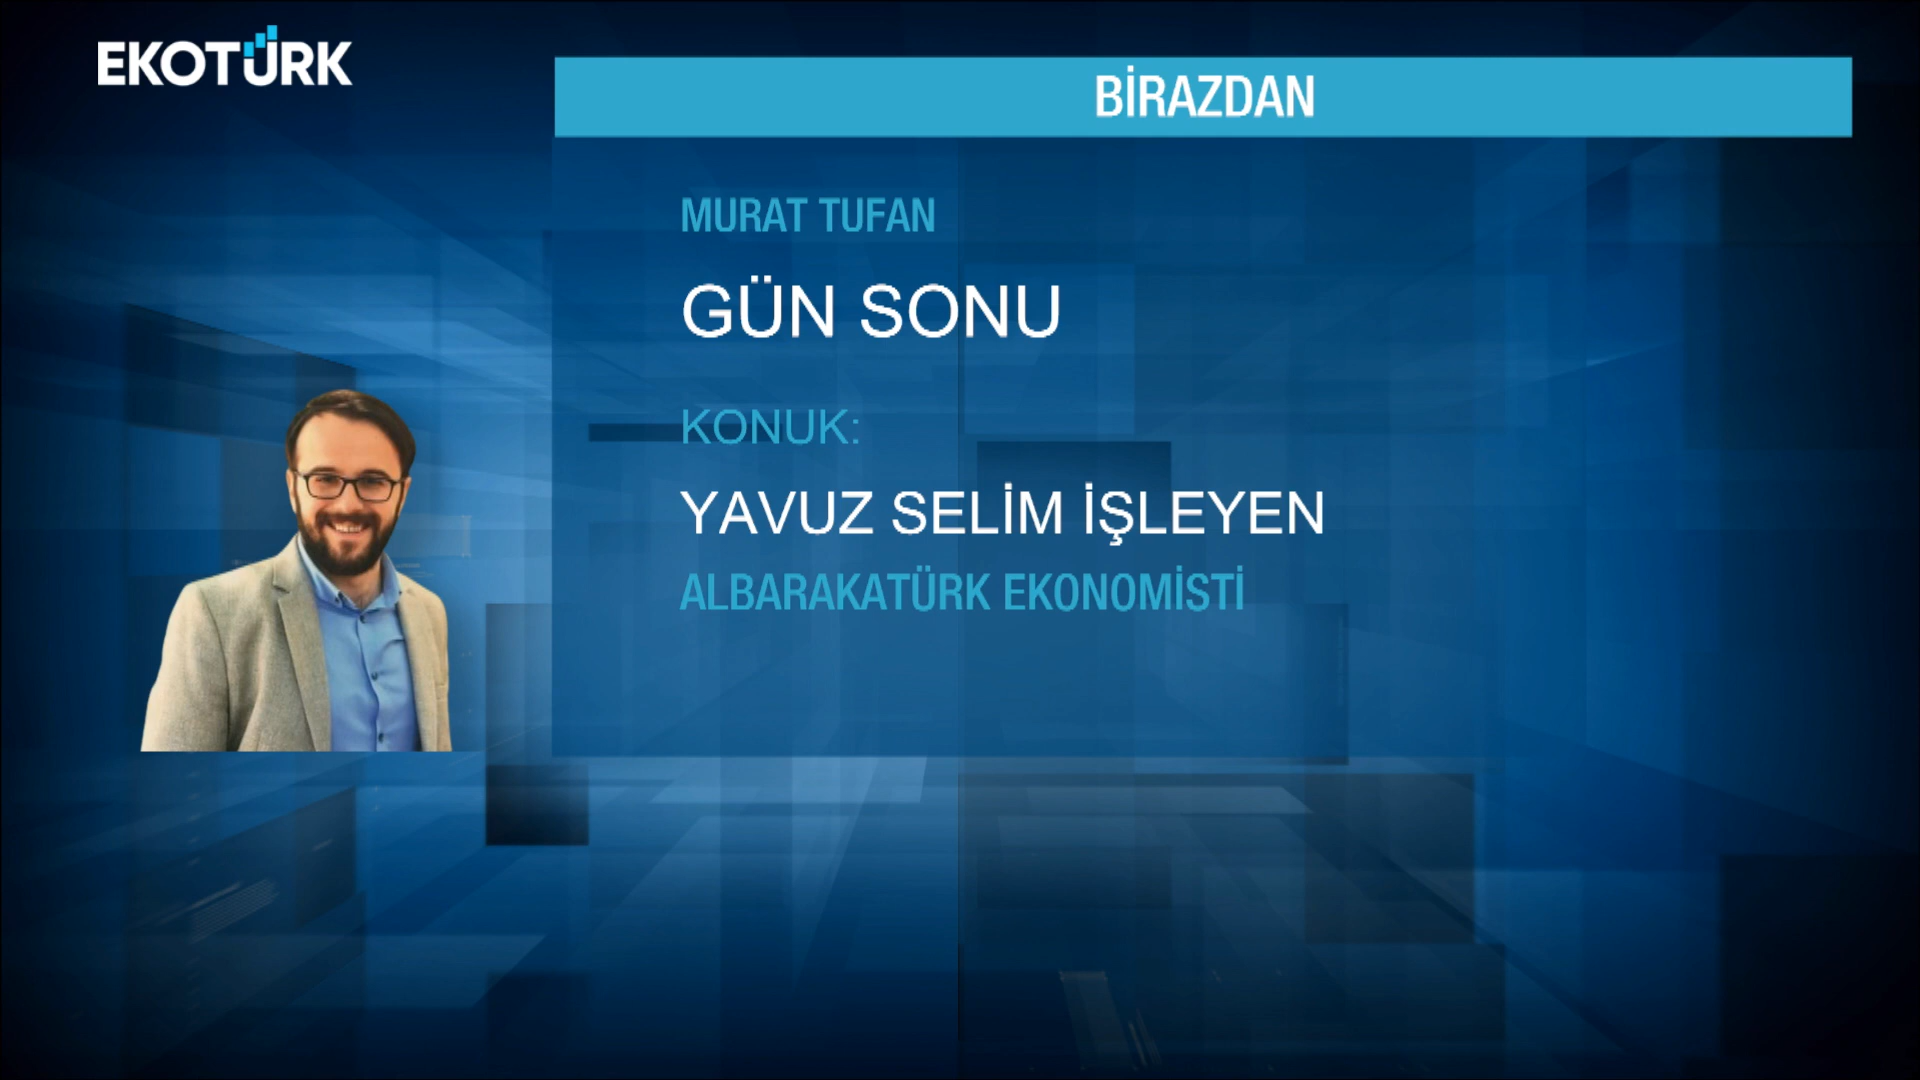 EKOTÜRK
BİRAZDAN
MURAT TUFAN
GÜN SONU
KONUK:
YAVUZ SELİM İŞLEYEN
ALBARAKATÜRK EKONOMİSTİ